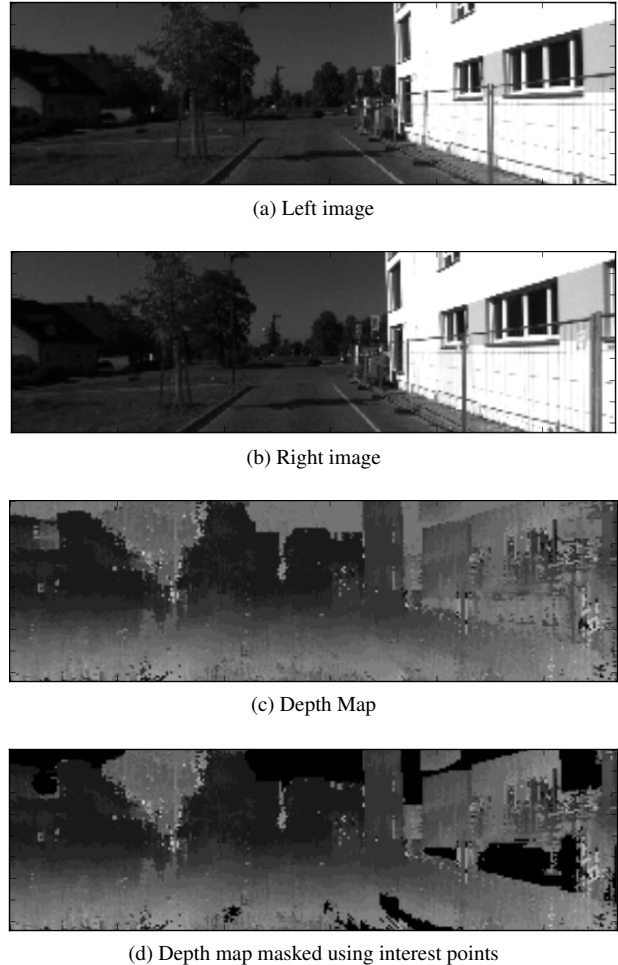 (a) Left image
(b) Right image
(c) Depth Map
(d) Depth map masked using interest points